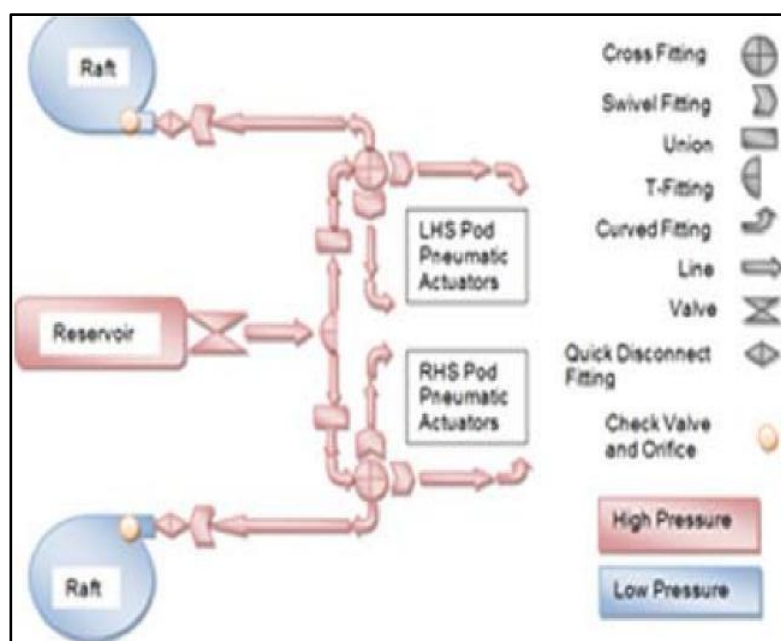 Raft
LHS Pod
Pneumatic
Actuators
Reservoir
RHS Pod
Pneumatic
Actuators
Raft
Cross Fitting
Swivel Fitting
Union
T-Fitting
Curved Fitting
Line
Valve
Quick Disconnect
Fitting
Check Valve
and Orifice
High Pressure
Low Pressure